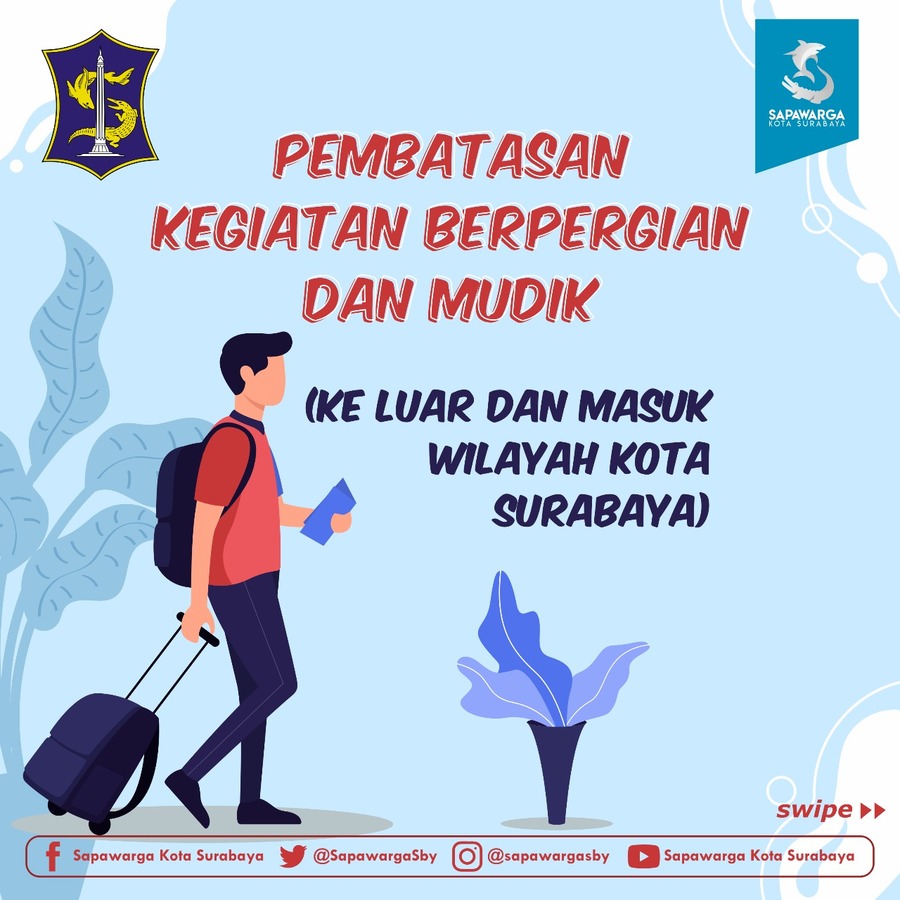 SAPAWARGA
KOTA SURABAYA
PEMBATASAN
KEGIATAN BERPERGIAN
DAN MUDIK
(KE LUAR DAN MASUK
WILAYAH KOTA
SURABAYA)
swipe
Sapawarga Kota Surabaya @SapawargaSby @sapawargasby Sapawarga Kota Surabaya